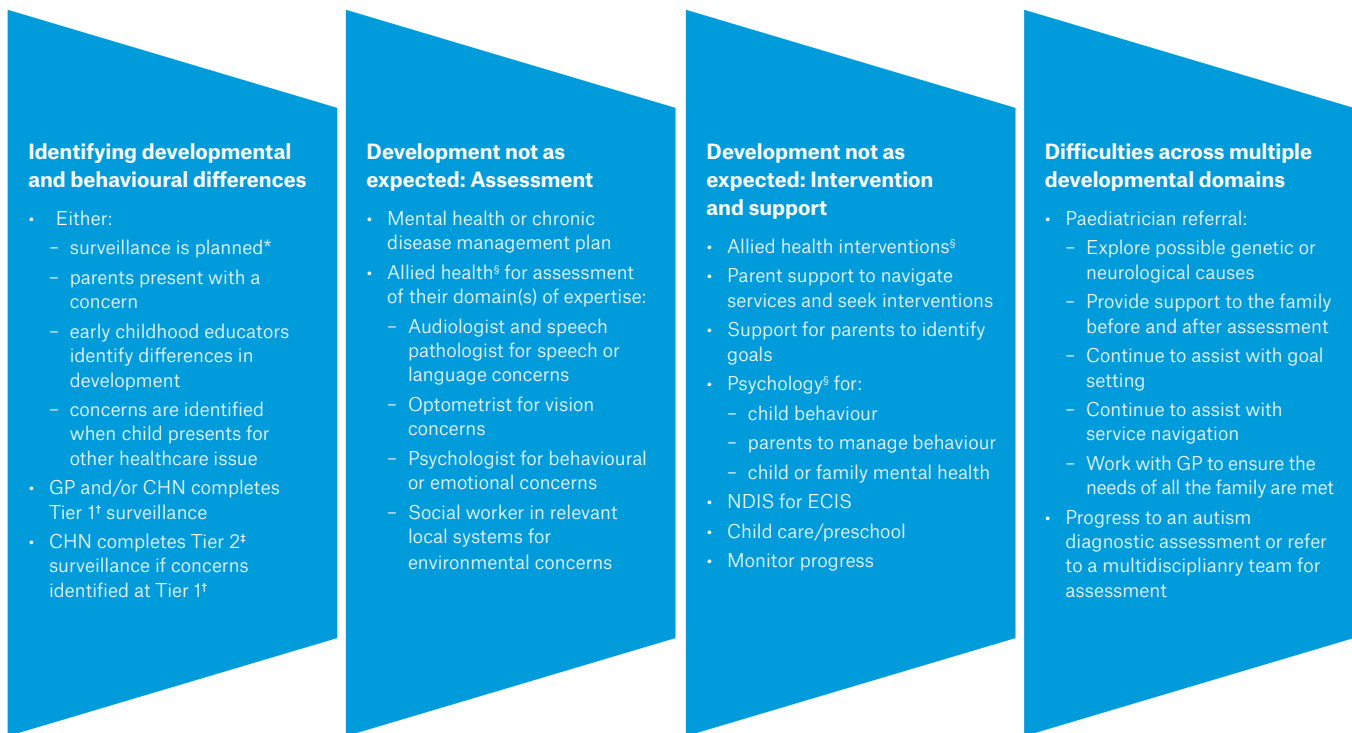 Identifying developmental
and behavioural differences
• Either:
– surveillance is planned*
– parents present with a
concern
– early childhood educators
identify differences in
development
– concerns are identified
when child presents for
other healthcare issue
• GP and/or CHN completes
Tier 1† surveillance
• CHN completes Tier 2‡
surveillance if concerns
identified at Tier 1†
Development not as
expected: Assessment
• Mental health or chronic
disease management plan
• Allied health§ for assessment
of their domain(s) of expertise:
– Audiologist and speech
pathologist for speech or
language concerns
– Optometrist for vision
concerns
– Psychologist for behavioural
or emotional concerns
– Social worker in relevant
local systems for
environmental concerns
Development not as
expected: Intervention
and support
• Allied health interventions§
• Parent support to navigate
services and seek interventions
• Support for parents to identify
goals
• Psychology§ for:
– child behaviour
– parents to manage behaviour
– child or family mental health
• NDIS for ECIS
• Child care/preschool
• Monitor progress
Difficulties across multiple
developmental domains
• Paediatrician referral:
– Explore possible genetic or
neurological causes
– Provide support to the family
before and after assessment
– Continue to assist with goal
setting
– Continue to assist with
service navigation
– Work with GP to ensure the
needs of all the family are met
• Progress to an autism
diagnostic assessment or refer
to a multidisciplianry team for
assessment